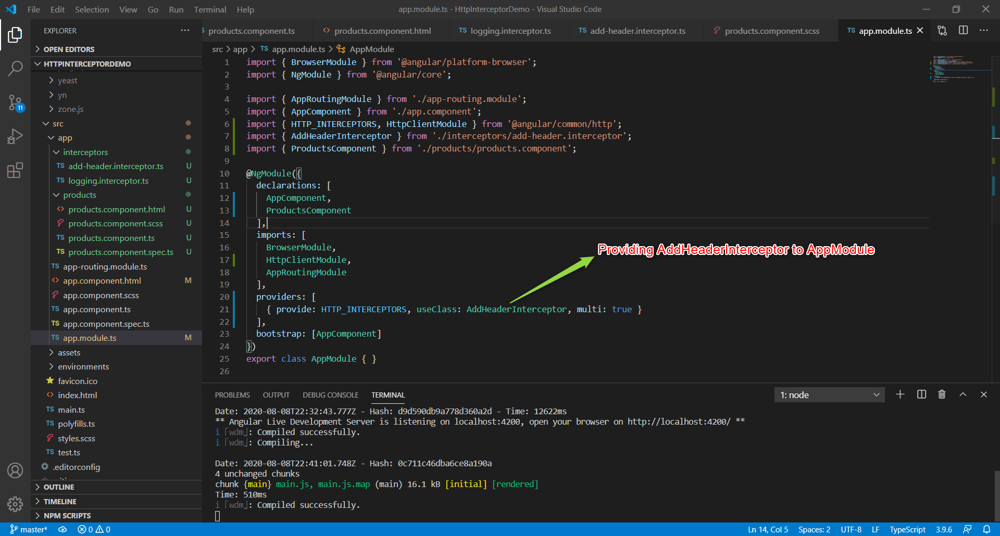 File Edit Selection View Go Run Terminal Help
app.module.ts - HttpInterceptorDemo - Visual Studio Code
EXPLORER
products.component.ts
products.component.html
TS logging.interceptor.ts
TS add-header.interceptor.ts
products.component.scss
TS app.module.ts
OPEN EDITORS
HTTPINTERCEPTORDEMO
yeast
yn
zone.js
src
app
interceptors
TS add-header.interceptor.ts U
TS logging.interceptor.ts U
products
products.component.html U
products.component.scss U
TS products.component.ts U
TS products.component.spec.ts U
TS app-routing.module.ts
app.component.html M
app.component.scss
TS app.component.ts
TS app.component.spec.ts
TS app.module.ts M
assets
environments
favicon.ico
index.html
TS main.ts
TS polyfills.ts
styles.scss
TS test.ts
.editorconfig
OUTLINE
TIMELINE
NPM SCRIPTS
11
src > app > TS app.module.ts > AppModule
1 import { BrowserModule } from '@angular/platform-browser';
2 import { NgModule } from '@angular/core';
3
4 import { AppRoutingModule } from './app-routing.module';
5 import { AppComponent } from './app.component';
6 import { HTTP_INTERCEPTORS, HttpClientModule } from '@angular/common/http';
7 import { AddHeaderInterceptor } from './interceptors/add-header.interceptor';
8 import { ProductsComponent } from './products/products.component';
9
10 @NgModule({
11 declarations: [
12 AppComponent,
13 ProductsComponent
14 ],
15 imports: [
16 BrowserModule,
17 HttpClientModule,
18 AppRoutingModule
19 ],
20 providers: [
21 { provide: HTTP_INTERCEPTORS, useClass: AddHeaderInterceptor, multi: true }
22 ],
23 bootstrap: [AppComponent]
24 })
25 export class AppModule { }
26
Providing AddHeaderInterceptor to AppModule
PROBLEMS OUTPUT DEBUG CONSOLE TERMINAL
1: node
Date: 2020-08-08T22:32:43.777Z - Hash: d9d590db9a778d360a2d - Time: 12622ms
** Angular Live Development Server is listening on localhost:4200, open your browser on http://localhost:4200/ **
i ｢wdm｣: Compiled successfully.
i ｢wdm｣: Compiling...
Date: 2020-08-08T22:41:01.748Z - Hash: 0c711c46dba6ce8a190a
4 unchanged chunks
chunk {main} main.js, main.js.map (main) 16.1 kB [initial] [rendered]
Time: 510ms
i ｢wdm｣: Compiled successfully.
master* 0 0
Ln 14, Col 5 Spaces: 2 UTF-8 LF TypeScript 3.9.6